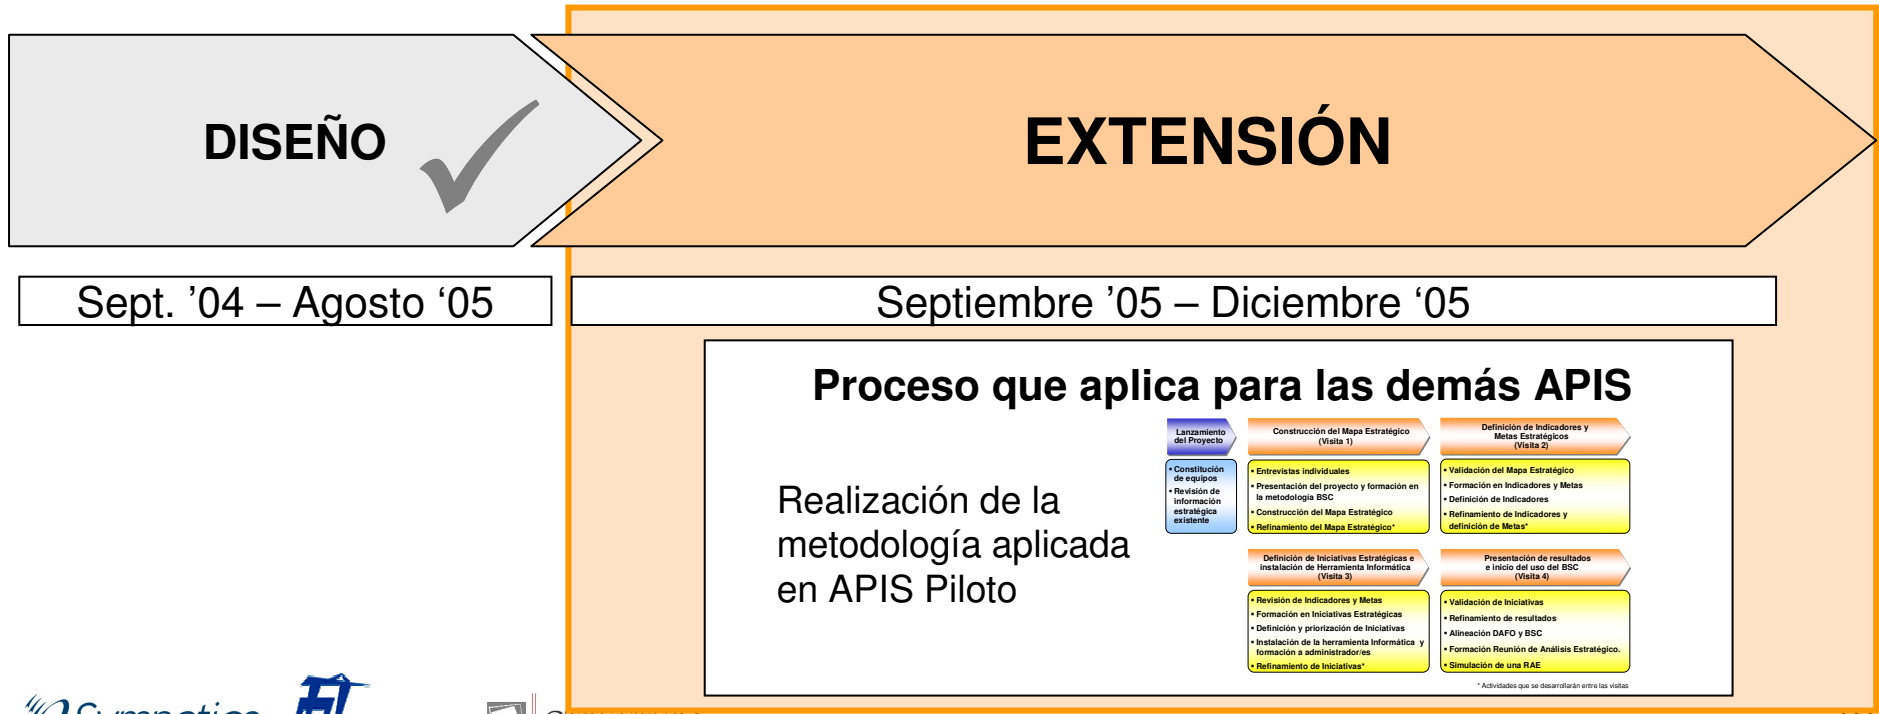 DISEÑO
EXTENSIÓN
Sept. ’04 – Agosto ‘05
Septiembre ’05 – Diciembre ‘05
Proceso que aplica para las demás APIS
Realización de la
metodología aplicada
en APIS Piloto
Lanzamiento
del Proyecto
• Constitución
de equipos
• Revisión de
información
estratégica
existente
Construcción del Mapa Estratégico
(Visita 1)
• Entrevistas individuales
• Presentación del proyecto y formación en
la metodología BSC
• Construcción del Mapa Estratégico
• Refinamiento del Mapa Estratégico*
Definición de Indicadores y
Metas Estratégicos
(Visita 2)
• Validación del Mapa Estratégico
• Formación en Indicadores y Metas
• Definición de Indicadores
• Refinamiento de Indicadores y
definición de Metas*
Definición de Iniciativas Estratégicas e
instalación de Herramienta Informática
(Visita 3)
• Revisión de Indicadores y Metas
• Formación en Iniciativas Estratégicas
• Definición y priorización de Iniciativas
• Instalación de la herramienta Informática y
formación a administrador/es
• Refinamiento de Iniciativas*
Presentación de resultados
e inicio del uso del BSC
(Visita 4)
• Validación de Iniciativas
• Refinamiento de resultados
• Alineación DAFO y BSC
• Formación Reunión de Análisis Estratégico.
• Simulación de una RAE
* Actividades que se desarrollarán entre las visitas